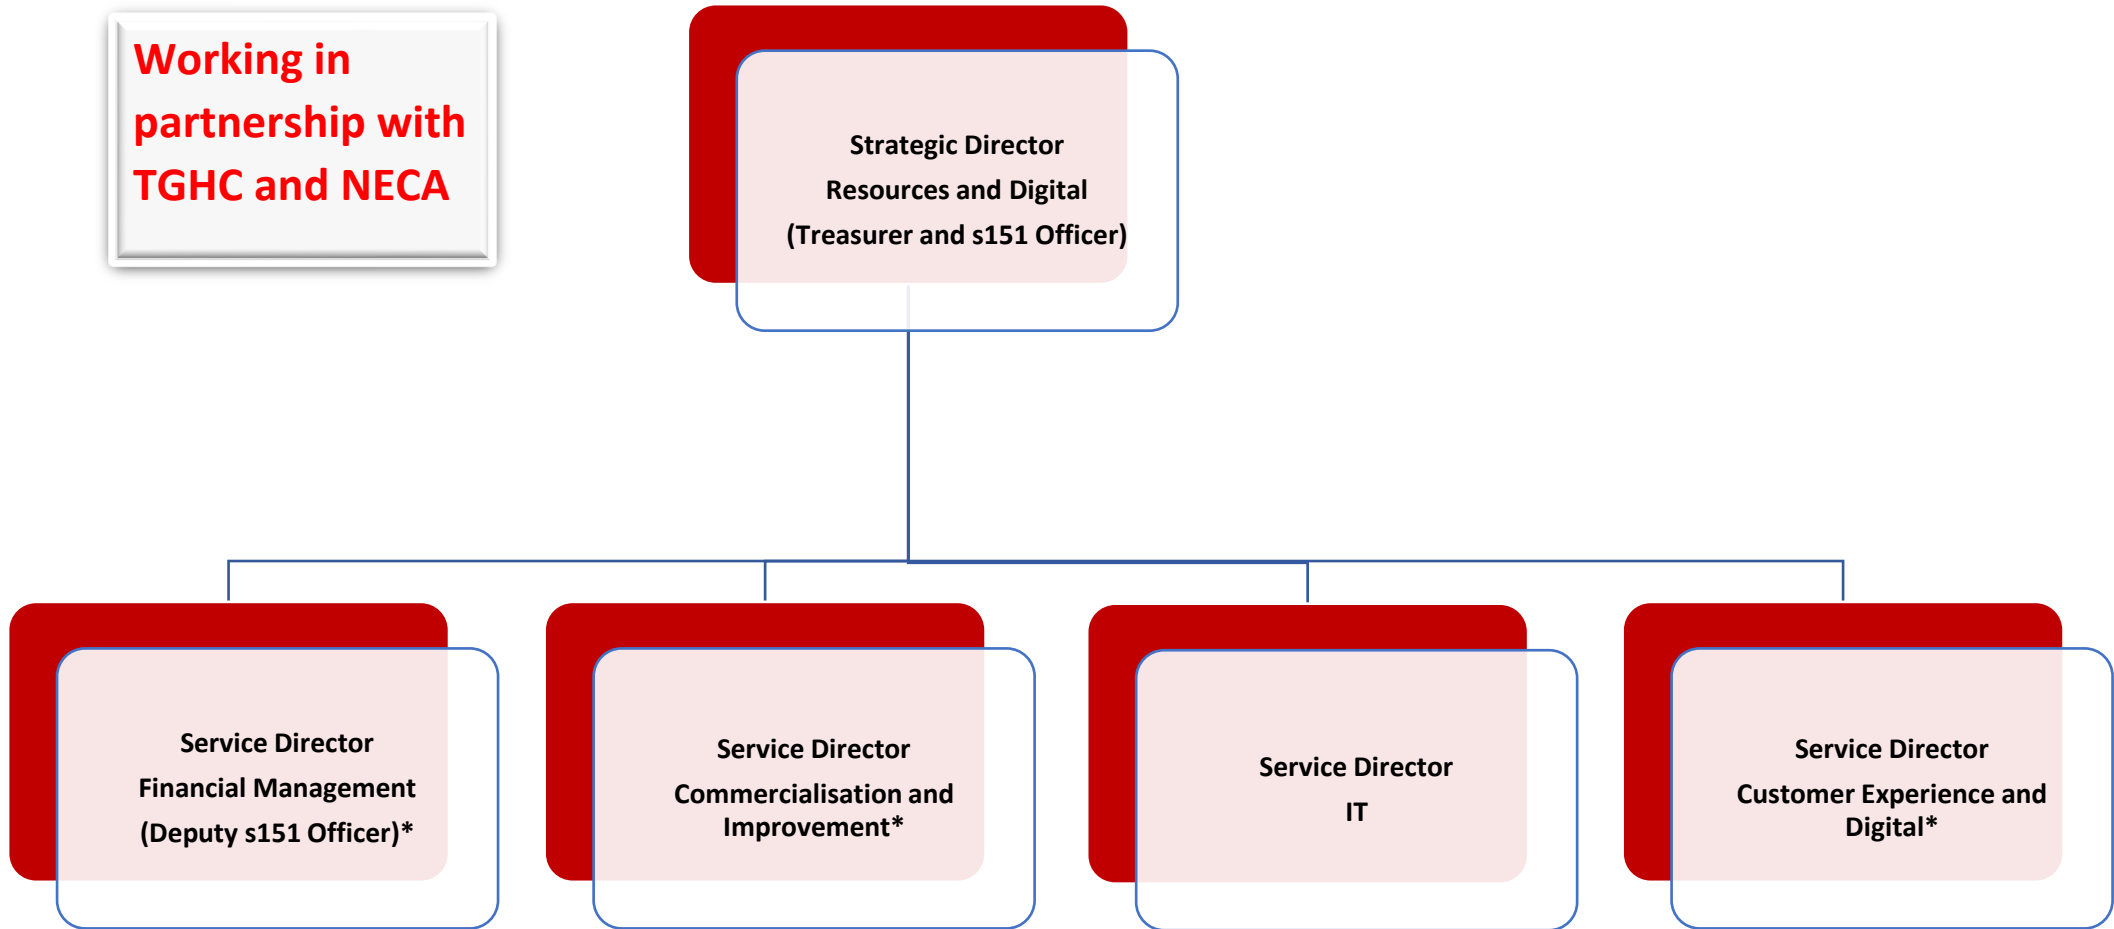 Working in
partnership with
TGHC and NECA
Strategic Director
Resources and Digital
(Treasurer and s151 Officer)
Service Director
Financial Management
(Deputy s151 Officer)*
Service Director
Commercialisation and
Improvement*
Service Director
IT
Service Director
Customer Experience and
Digital*